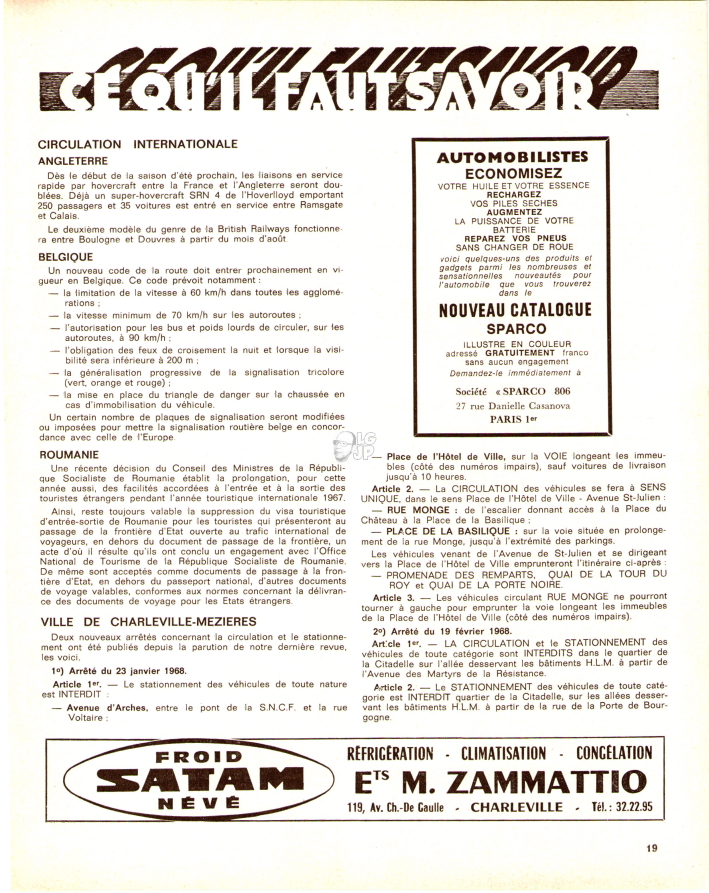 CE QU'IL FAUT SAVOIR
CIRCULATION INTERNATIONALE
ANGLETERRE
Dès le début de la saison d'été prochain, les liaisons en service
rapide par hovercraft entre la France et l'Angleterre seront dou-
blées. Déjà un super-hovercraft SRN 4 de l'Hoverlloyd emportant
250 passagers et 35 voitures est entré en service entre Ramsgate
et Calais.
Le deuxième modèle du genre de la British Railways fonctionne-
ra entre Boulogne et Douvres à partir du mois d'août.
BELGIQUE
Un nouveau code de la route doit entrer prochainement en vi-
gueur en Belgique. Ce code prévoit notamment :
— la limitation de la vitesse à 60 km/h dans toutes les agglomé-
rations ;
— la vitesse minimum de 70 km/h sur les autoroutes ;
— l'autorisation pour les bus et poids lourds de circuler, sur les
autoroutes, à 90 km/h ;
— l'obligation des feux de croisement la nuit et lorsque la visi-
bilité sera inférieure à 200 m ;
— la généralisation progressive de la signalisation tricolore
(vert, orange et rouge) ;
— la mise en place du triangle de danger sur la chaussée en
cas d'immobilisation du véhicule.
Un certain nombre de plaques de signalisation seront modifiées
ou imposées pour mettre la signalisation routière belge en concor-
dance avec celle de l'Europe.
ROUMANIE
Une récente décision du Conseil des Ministres de la Républi-
que Socialiste de Roumanie établit la prolongation, pour cette
année aussi, des facilités accordées à l'entrée et à la sortie des
touristes étrangers pendant l'année touristique internationale 1967.
Ainsi, reste toujours valable la suppression du visa touristique
d'entrée-sortie de Roumanie pour les touristes qui présenteront au
passage de la frontière d'Etat ouverte au trafic international de
voyageurs, en dehors du document de passage de la frontière, un
acte d'où il résulte qu'ils ont conclu un engagement avec l'Office
National de Tourisme de la République Socialiste de Roumanie.
De même sont acceptés comme documents de passage à la fron-
tière d'Etat, en dehors du passeport national, d'autres documents
de voyage valables, conformes aux normes concernant la délivran-
ce des documents de voyage pour les Etats étrangers.
VILLE DE CHARLEVILLE-MEZIERES
Deux nouveaux arrêtés concernant la circulation et le stationne-
ment ont été publiés depuis la parution de notre dernière revue,
les voici.
1º) Arrêté du 23 janvier 1968.
Article 1er. — Le stationnement des véhicules de toute nature
est INTERDIT :
— Avenue d'Arches, entre le pont de la S.N.C.F. et la rue
Voltaire ;
AUTOMOBILISTES
ECONOMISEZ
VOTRE HUILE ET VOTRE ESSENCE
RECHARGEZ
VOS PILES SECHES
AUGMENTEZ
LA PUISSANCE DE VOTRE
BATTERIE
REPAREZ VOS PNEUS
SANS CHANGER DE ROUE
voici quelques-uns des produits et
gadgets parmi les nombreuses et
sensationnelles nouveautés pour
l'automobile que vous trouverez
dans le
NOUVEAU CATALOGUE
SPARCO
ILLUSTRE EN COULEUR
adressé GRATUITEMENT franco
sans aucun engagement
Demandez-le immédiatement à
Société « SPARCO 806
27 rue Danielle Casanova
PARIS 1er
LG
JP
— Place de l'Hôtel de Ville, sur la VOIE longeant les immeu-
bles (côté des numéros impairs), sauf voitures de livraison
jusqu'à 10 heures.
Article 2. — La CIRCULATION des véhicules se fera à SENS
UNIQUE, dans le sens Place de l'Hôtel de Ville - Avenue St-Julien :
— RUE MONGE : de l'escalier donnant accès à la Place du
Château à la Place de la Basilique ;
— PLACE DE LA BASILIQUE : sur la voie située en prolonge-
ment de la rue Monge, jusqu'à l'extrémité des parkings.
Les véhicules venant de l'Avenue de St-Julien et se dirigeant
vers la Place de l'Hôtel de Ville emprunteront l'itinéraire ci-après :
— PROMENADE DES REMPARTS, QUAI DE LA TOUR DU
ROY et QUAI DE LA PORTE NOIRE.
Article 3. — Les véhicules circulant RUE MONGE ne pourront
tourner à gauche pour emprunter la voie longeant les immeubles
de la Place de l'Hôtel de Ville (côté des numéros impairs).
2º) Arrêté du 19 février 1968.
Article 1er. — LA CIRCULATION et le STATIONNEMENT des
véhicules de toute catégorie sont INTERDITS dans le quartier de
la Citadelle sur l'allée desservant les bâtiments H.L.M. à partir de
l'Avenue des Martyrs de la Résistance.
Article 2. — Le STATIONNEMENT des véhicules de toute caté-
gorie est INTERDIT quartier de la Citadelle, sur les allées desser-
vant les bâtiments H.L.M. à partir de la rue de la Porte de Bour-
gogne.
FROID
SATAM
NÉVÉ
RÉFRIGÉRATION - CLIMATISATION - CONGÉLATION
ETS M. ZAMMATTIO
119, Av. Ch.-De Gaulle - CHARLEVILLE - Tél. : 32.22.95
19